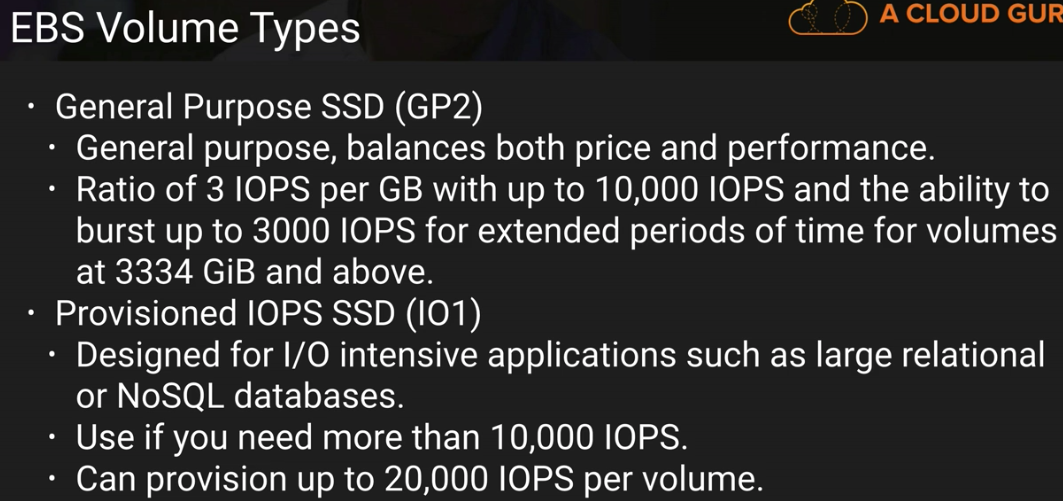 EBS Volume Types
A CLOUD GUR
· General Purpose SSD (GP2)
· General purpose, balances both price and performance.
· Ratio of 3 IOPS per GB with up to 10,000 IOPS and the ability to
burst up to 3000 IOPS for extended periods of time for volumes
at 3334 GiB and above.
· Provisioned IOPS SSD (IO1)
· Designed for I/O intensive applications such as large relational
or NoSQL databases.
· Use if you need more than 10,000 IOPS.
· Can provision up to 20,000 IOPS per volume.